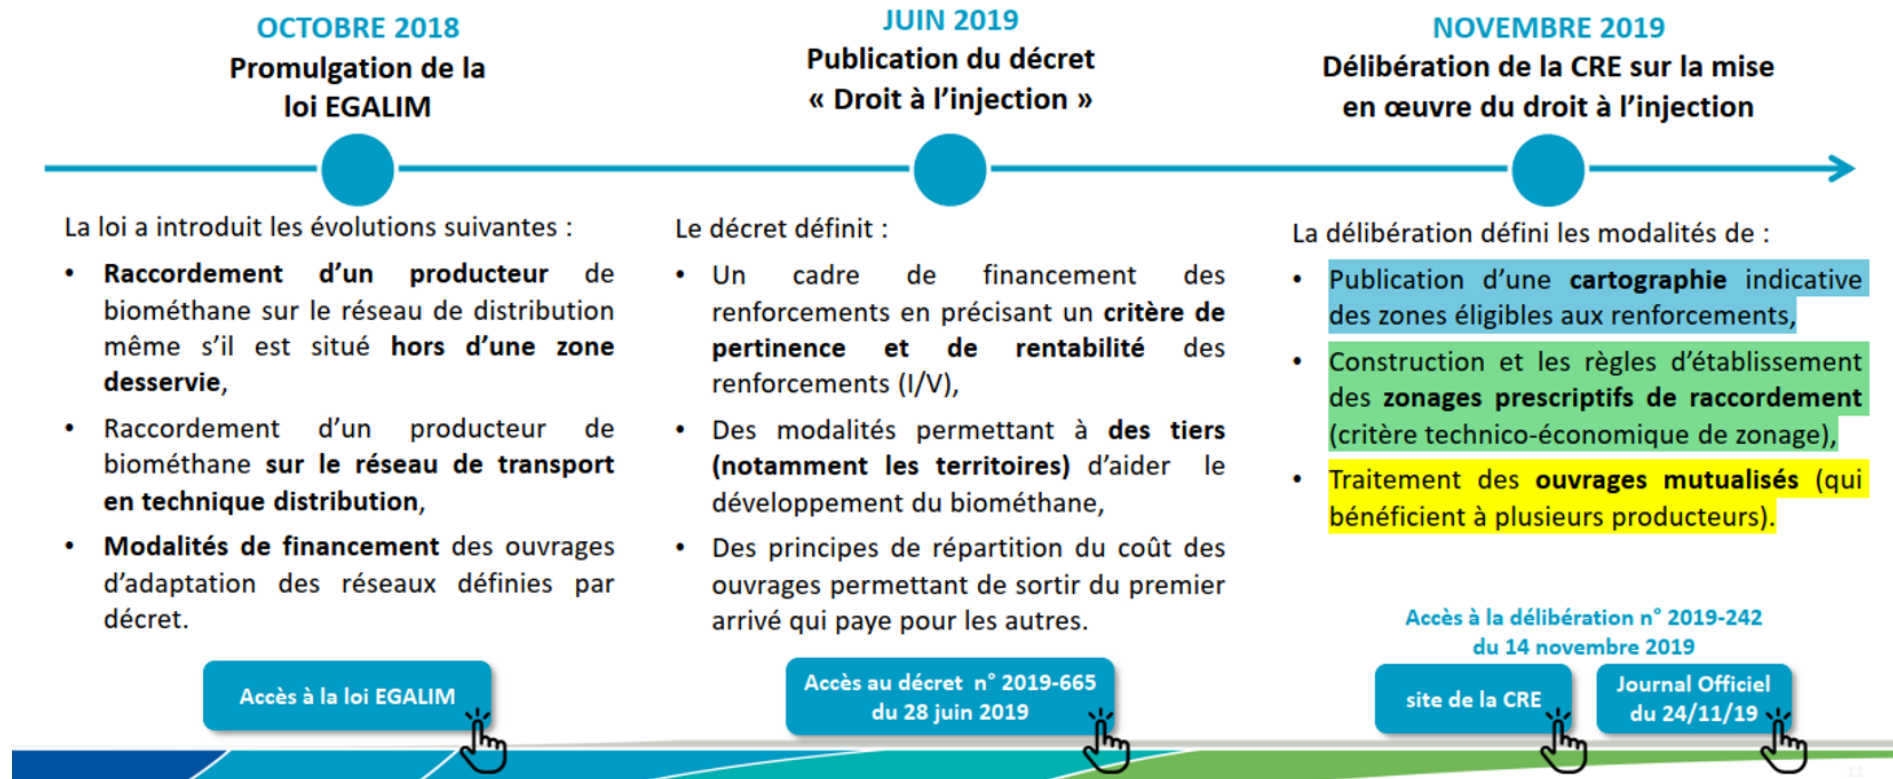 OCTOBRE 2018
Promulgation de la
loi EGALIM
La loi a introduit les évolutions suivantes :
• Raccordement d'un producteur de
biométhane sur le réseau de distribution
même s'il est situé hors d'une zone
desservie,
• Raccordement d'un producteur de
biométhane sur le réseau de transport
en technique distribution,
• Modalités de financement des ouvrages
d'adaptation des réseaux définies par
décret.
Accès à la loi EGALIM
JUIN 2019
Publication du décret
« Droit à l'injection »
Le décret définit :
• Un cadre de financement des
renforcements en précisant un critère de
pertinence et de rentabilité des
renforcements (I/V),
• Des modalités permettant à des tiers
(notamment les territoires) d'aider le
développement du biométhane,
• Des principes de répartition du coût des
ouvrages permettant de sortir du premier
arrivé qui paye pour les autres.
Accès au décret n° 2019-665
du 28 juin 2019
NOVEMBRE 2019
Délibération de la CRE sur la mise
en œuvre du droit à l'injection
La délibération défini les modalités de :
• Publication d'une cartographie indicative
des zones éligibles aux renforcements,
• Construction et les règles d'établissement
des zonages prescriptifs de raccordement
(critère technico-économique de zonage),
• Traitement des ouvrages mutualisés (qui
bénéficient à plusieurs producteurs).
Accès à la délibération n° 2019-242
du 14 novembre 2019
site de la CRE
Journal Officiel
du 24/11/19
11